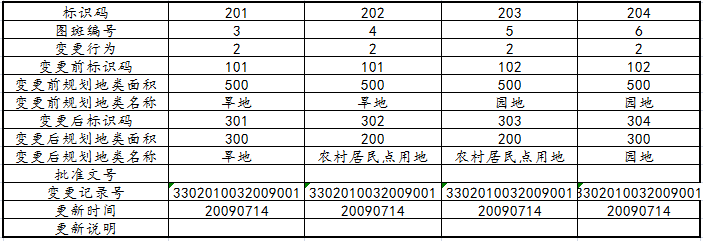 标识码 201 202 203 204
图斑编号 3 4 5 6
变更行为 2 2 2 2
变更前标识码 101 101 102 102
变更前规划地类面积 500 500 500 500
变更前规划地类名称 旱地 旱地 园地 园地
变更后标识码 301 302 303 304
变更后规划地类面积 300 200 200 300
变更后规划地类名称 旱地 农村居民点用地 农村居民点用地 园地
批准文号
变更记录号 3302010032009001 3302010032009001 3302010032009001 3302010032009001
更新时间 20090714 20090714 20090714 20090714
更新说明